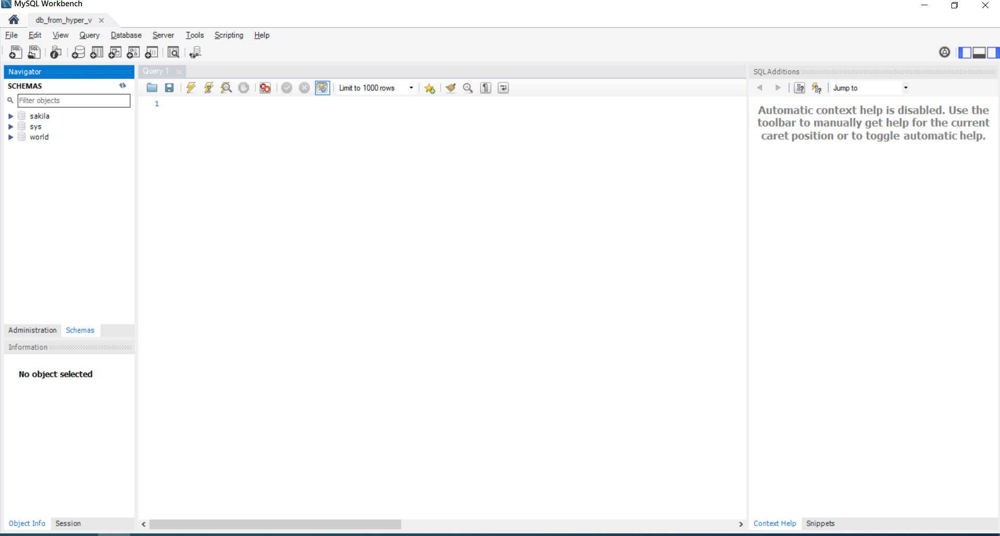 MySQL Workbench
db_from_hyper_v
File Edit View Query Database Server Tools Scripting Help
SQL SQL
Navigator
SCHEMAS
Filter objects
sakila
sys
world
Administration Schemas
Information
No object selected
Object Info Session
Query 1
Limit to 1000 rows
1
SQLAdditions
Jump to
Automatic context help is disabled. Use the
toolbar to manually get help for the current
caret position or to toggle automatic help.
Context Help Snippets